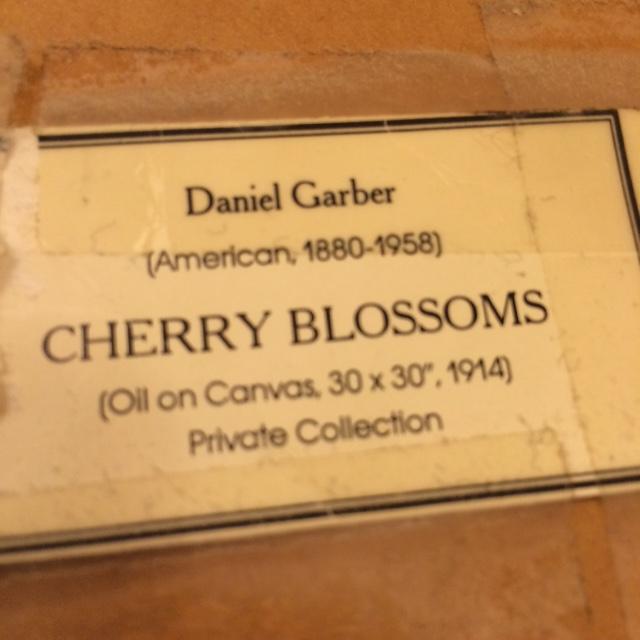 Daniel Garber
(American, 1880-1958)
CHERRY BLOSSOMS
(Oil on Canvas, 30 x 30", 1914)
Private Collection